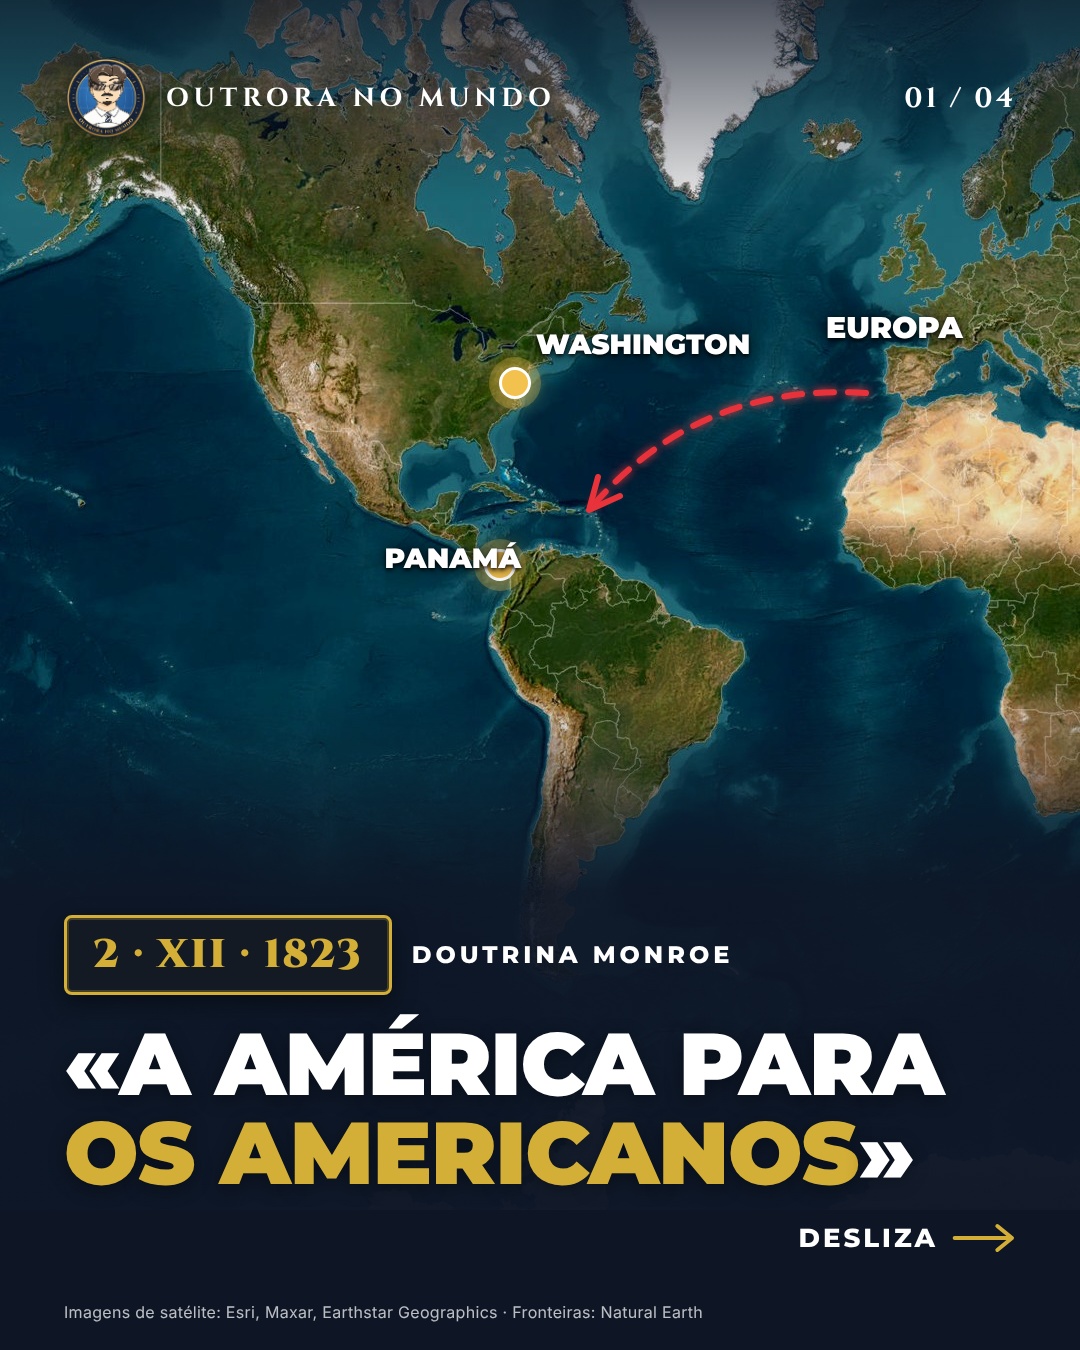 OUTRORA NO MUNDO
01 / 04
WASHINGTON
EUROPA
PANAMÁ
2 · XII · 1823
DOUTRINA MONROE
«A AMÉRICA PARA
OS AMERICANOS»
DESLIZA
Imagens de satélite: Esri, Maxar, Earthstar Geographics · Fronteiras: Natural Earth